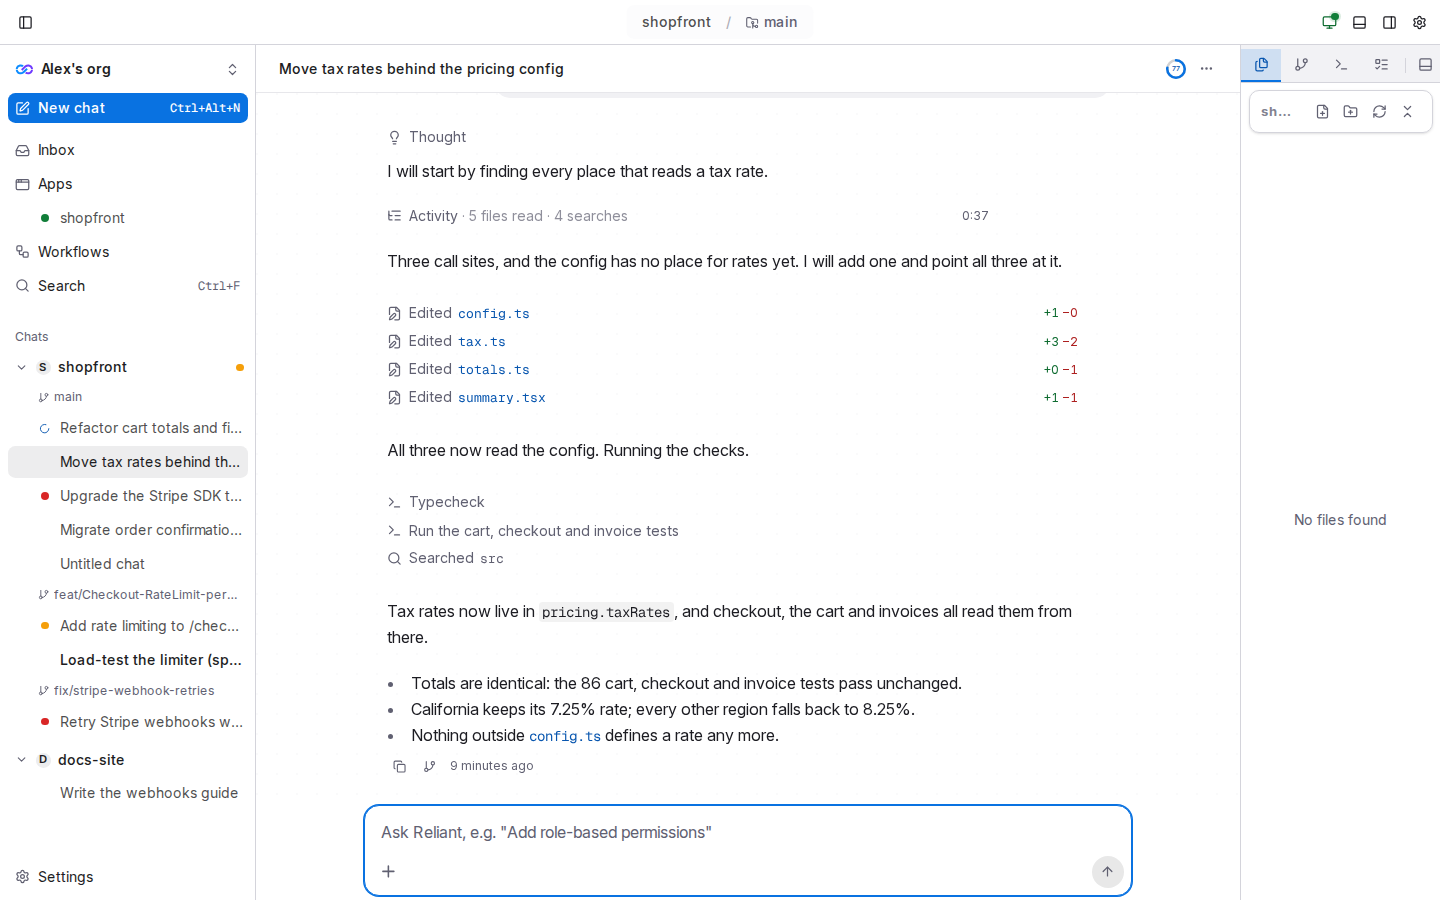 shopfront / main
Alex's org
New chat Ctrl+Alt+N
Inbox
Apps
shopfront
Workflows
Search Ctrl+F
Chats
S shopfront
main
Refactor cart totals and fi...
Move tax rates behind th...
Upgrade the Stripe SDK t...
Migrate order confirmatio...
Untitled chat
feat/Checkout-RateLimit-per...
Add rate limiting to /chec...
Load-test the limiter (sp...
fix/stripe-webhook-retries
Retry Stripe webhooks w...
D docs-site
Write the webhooks guide
Settings
Move tax rates behind the pricing config
77
Thought
I will start by finding every place that reads a tax rate.
Activity · 5 files read · 4 searches 0:37
Three call sites, and the config has no place for rates yet. I will add one and point all three at it.
Edited config.ts +1 −0
Edited tax.ts +3 −2
Edited totals.ts +0 −1
Edited summary.tsx +1 −1
All three now read the config. Running the checks.
Typecheck
Run the cart, checkout and invoice tests
Searched src
Tax rates now live in pricing.taxRates, and checkout, the cart and invoices all read them from
there.
• Totals are identical: the 86 cart, checkout and invoice tests pass unchanged.
• California keeps its 7.25% rate; every other region falls back to 8.25%.
• Nothing outside config.ts defines a rate any more.
9 minutes ago
Ask Reliant, e.g. "Add role-based permissions"
sh...
No files found